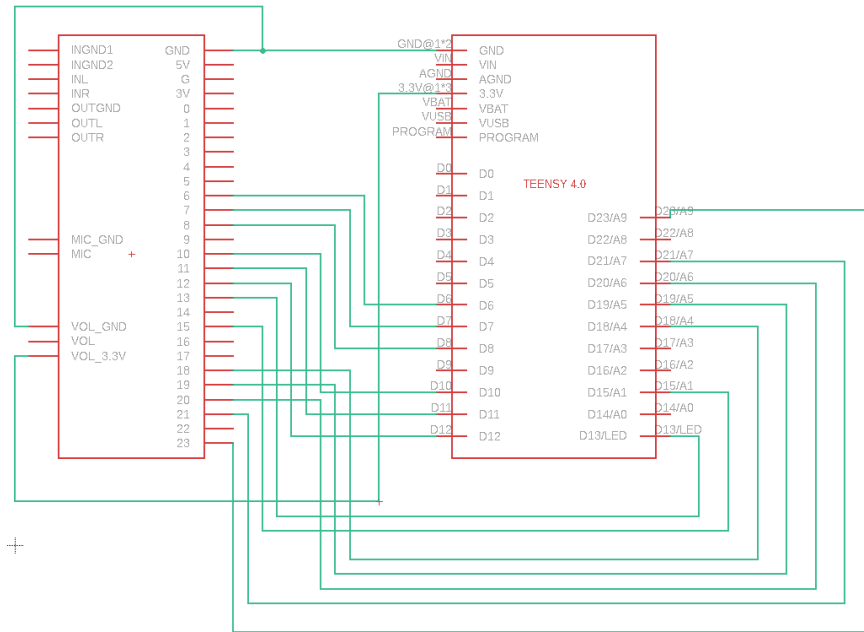 INGND1
INGND2
INL
INR
OUTGND
OUTL
OUTR
MIC_GND
MIC
VOL_GND
VOL
VOL_3.3V
GND
5V
G
3V
0
1
2
3
4
5
6
7
8
9
10
11
12
13
14
15
16
17
18
19
20
21
22
23
GND@1*2
VIN
AGND
3.3V@1*3
VBAT
VUSB
PROGRAM
D0
D1
D2
D3
D4
D5
D6
D7
D8
D9
D10
D11
D12
GND
VIN
AGND
3.3V
VBAT
VUSB
PROGRAM
TEENSY 4.0
D0
D1
D2
D3
D4
D5
D6
D7
D8
D9
D10
D11
D12
D23/A9
D22/A8
D21/A7
D20/A6
D19/A5
D18/A4
D17/A3
D16/A2
D15/A1
D14/A0
D13/LED
D23/A9
D22/A8
D21/A7
D20/A6
D19/A5
D18/A4
D17/A3
D16/A2
D15/A1
D14/A0
D13/LED